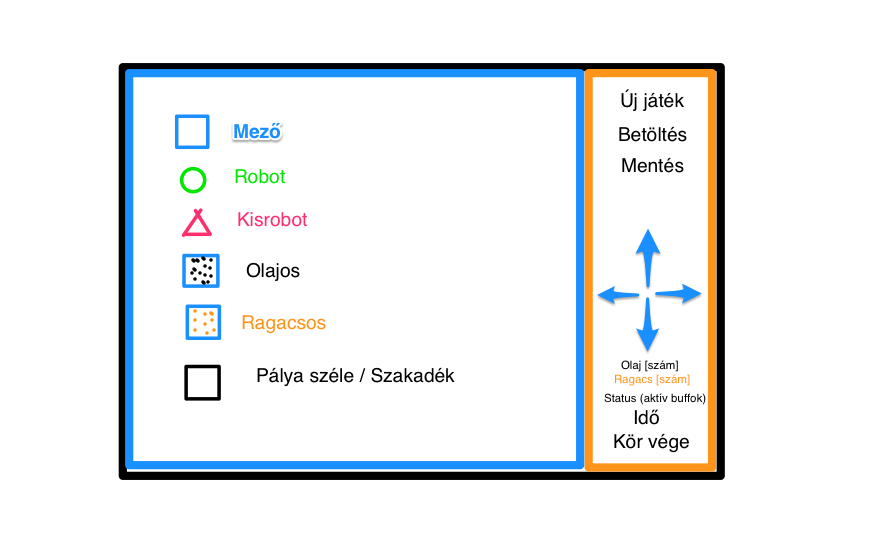 Mező
Robot
Kisrobot
Olajos
Ragacsos
Pálya széle / Szakadék
Új játék
Betöltés
Mentés
Olaj [szám]
Ragacs [szám]
Status (aktív buffok)
Idő
Kör vége